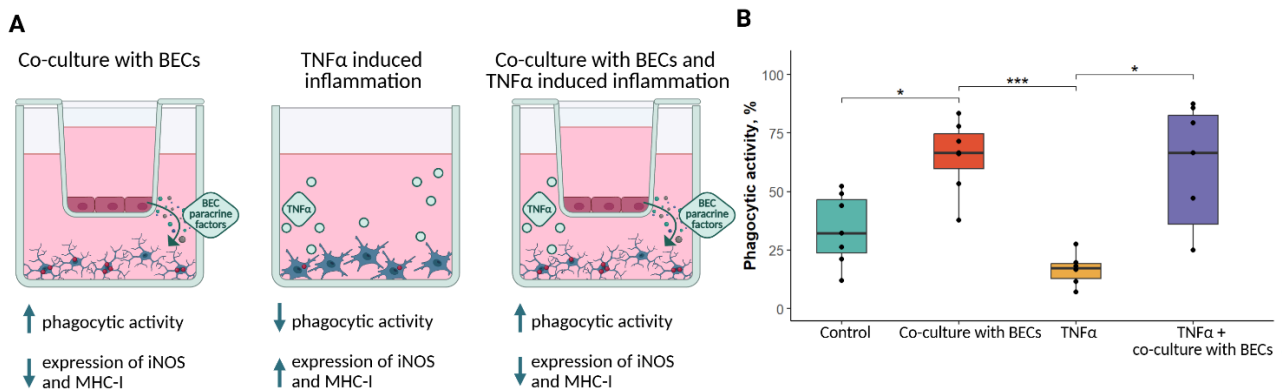 A
Co-culture with BECs
TNFα induced
inflammation
Co-culture with BECs and
TNFα induced inflammation
BEC
paracrine
factors
TNFα
TNFα
BEC
paracrine
factors
phagocytic activity
expression of iNOS
and MHC-I
phagocytic activity
expression of iNOS
and MHC-I
phagocytic activity
expression of iNOS
and MHC-I
B
Phagocytic activity, %
100
75
50
25
0
*
***
*
Control
Co-culture with BECs
TNFα
TNFα +
co-culture with BECs